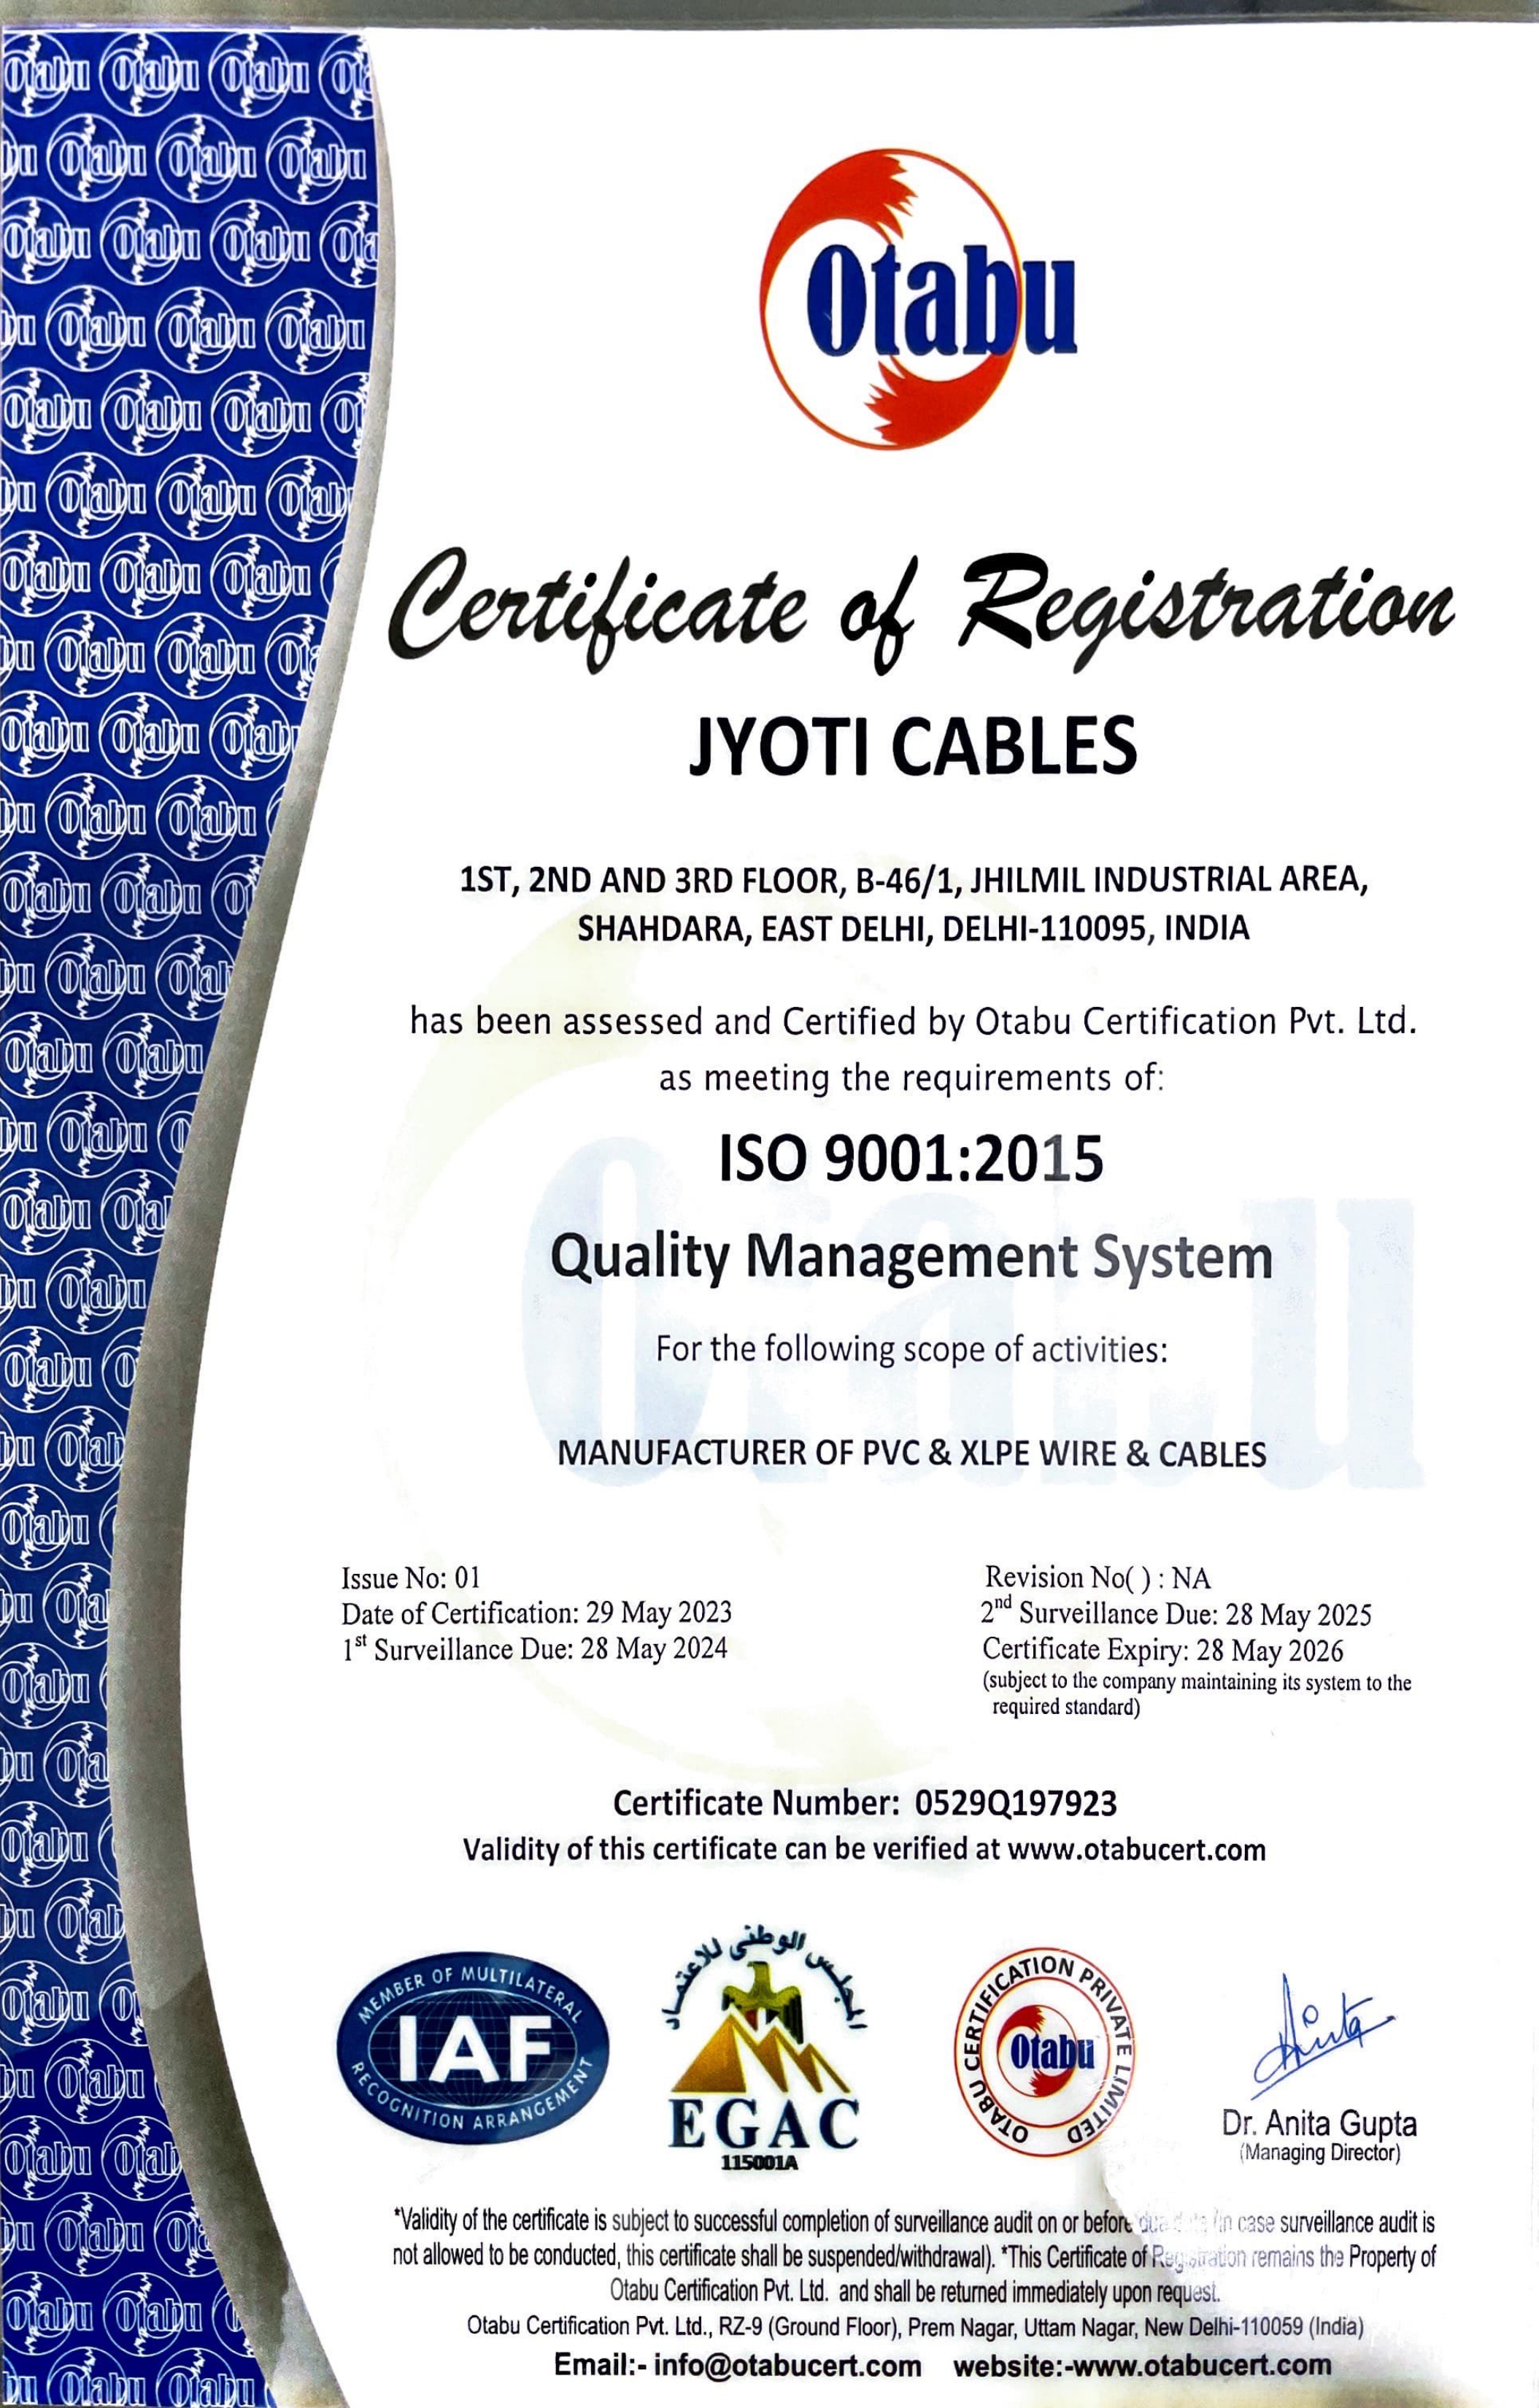 Otabu
Certificate of Registration
JYOTI CABLES
1ST, 2ND AND 3RD FLOOR, B-46/1, JHILMIL INDUSTRIAL AREA,
SHAHDARA, EAST DELHI, DELHI-110095, INDIA
has been assessed and Certified by Otabu Certification Pvt. Ltd.
as meeting the requirements of:
ISO 9001:2015
Quality Management System
For the following scope of activities:
MANUFACTURER OF PVC & XLPE WIRE & CABLES
Issue No: 01
Date of Certification: 29 May 2023
1st Surveillance Due: 28 May 2024
Revision No( ) : NA
2nd Surveillance Due: 28 May 2025
Certificate Expiry: 28 May 2026
(subject to the company maintaining its system to the
required standard)
Certificate Number: 0529Q197923
Validity of this certificate can be verified at www.otabucert.com
MEMBER OF MULTILATERAL
IAF
RECOGNITION ARRANGEMENT
المجلس الوطنى للاعتماد
EGAC
115001A
OTABU CERTIFICATION PRIVATE LIMITED
Otabu
Dr. Anita Gupta
(Managing Director)
*Validity of the certificate is subject to successful completion of surveillance audit on or before due date (in case surveillance audit is
not allowed to be conducted, this certificate shall be suspended/withdrawal). *This Certificate of Registration remains the Property of
Otabu Certification Pvt. Ltd. and shall be returned immediately upon request.
Otabu Certification Pvt. Ltd., RZ-9 (Ground Floor), Prem Nagar, Uttam Nagar, New Delhi-110059 (India)
Email:- info@otabucert.com website:-www.otabucert.com